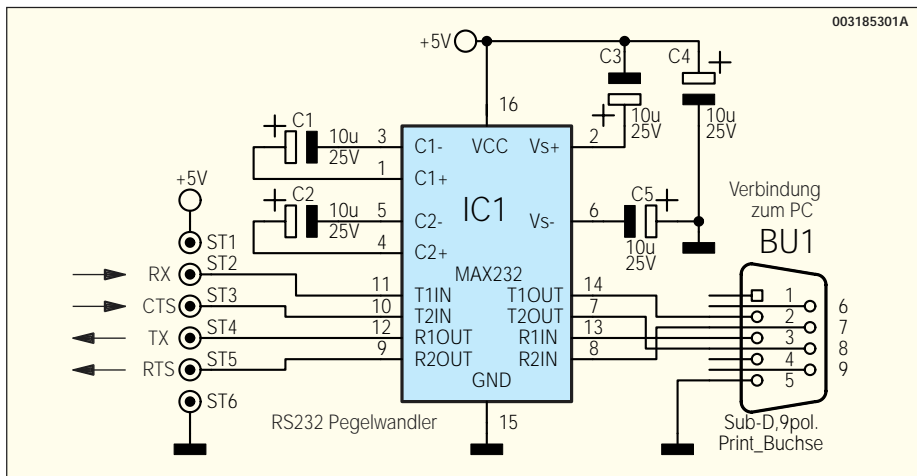 003185301A
+5V
C3
C4
+
16
10u
25V
+
10u
25V
+
C1
10u
25V
3
C1-
VCC
Vs+
2
1
C1+
+5V
+
C2
10u
25V
5
C2-
IC1
Vs-
6
C5
+
10u
25V
4
C2+
Verbindung
zum PC
BU1
ST1
MAX232
RX
ST2
11
T1IN
T1OUT
14
CTS
ST3
10
T2IN
T2OUT
7
TX
ST4
12
R1OUT
R1IN
13
RTS
ST5
9
R2OUT
R2IN
8
1
6
2
7
3
8
4
9
5
GND
ST6
RS232 Pegelwandler
15
Sub-D,9pol.
Print_Buchse